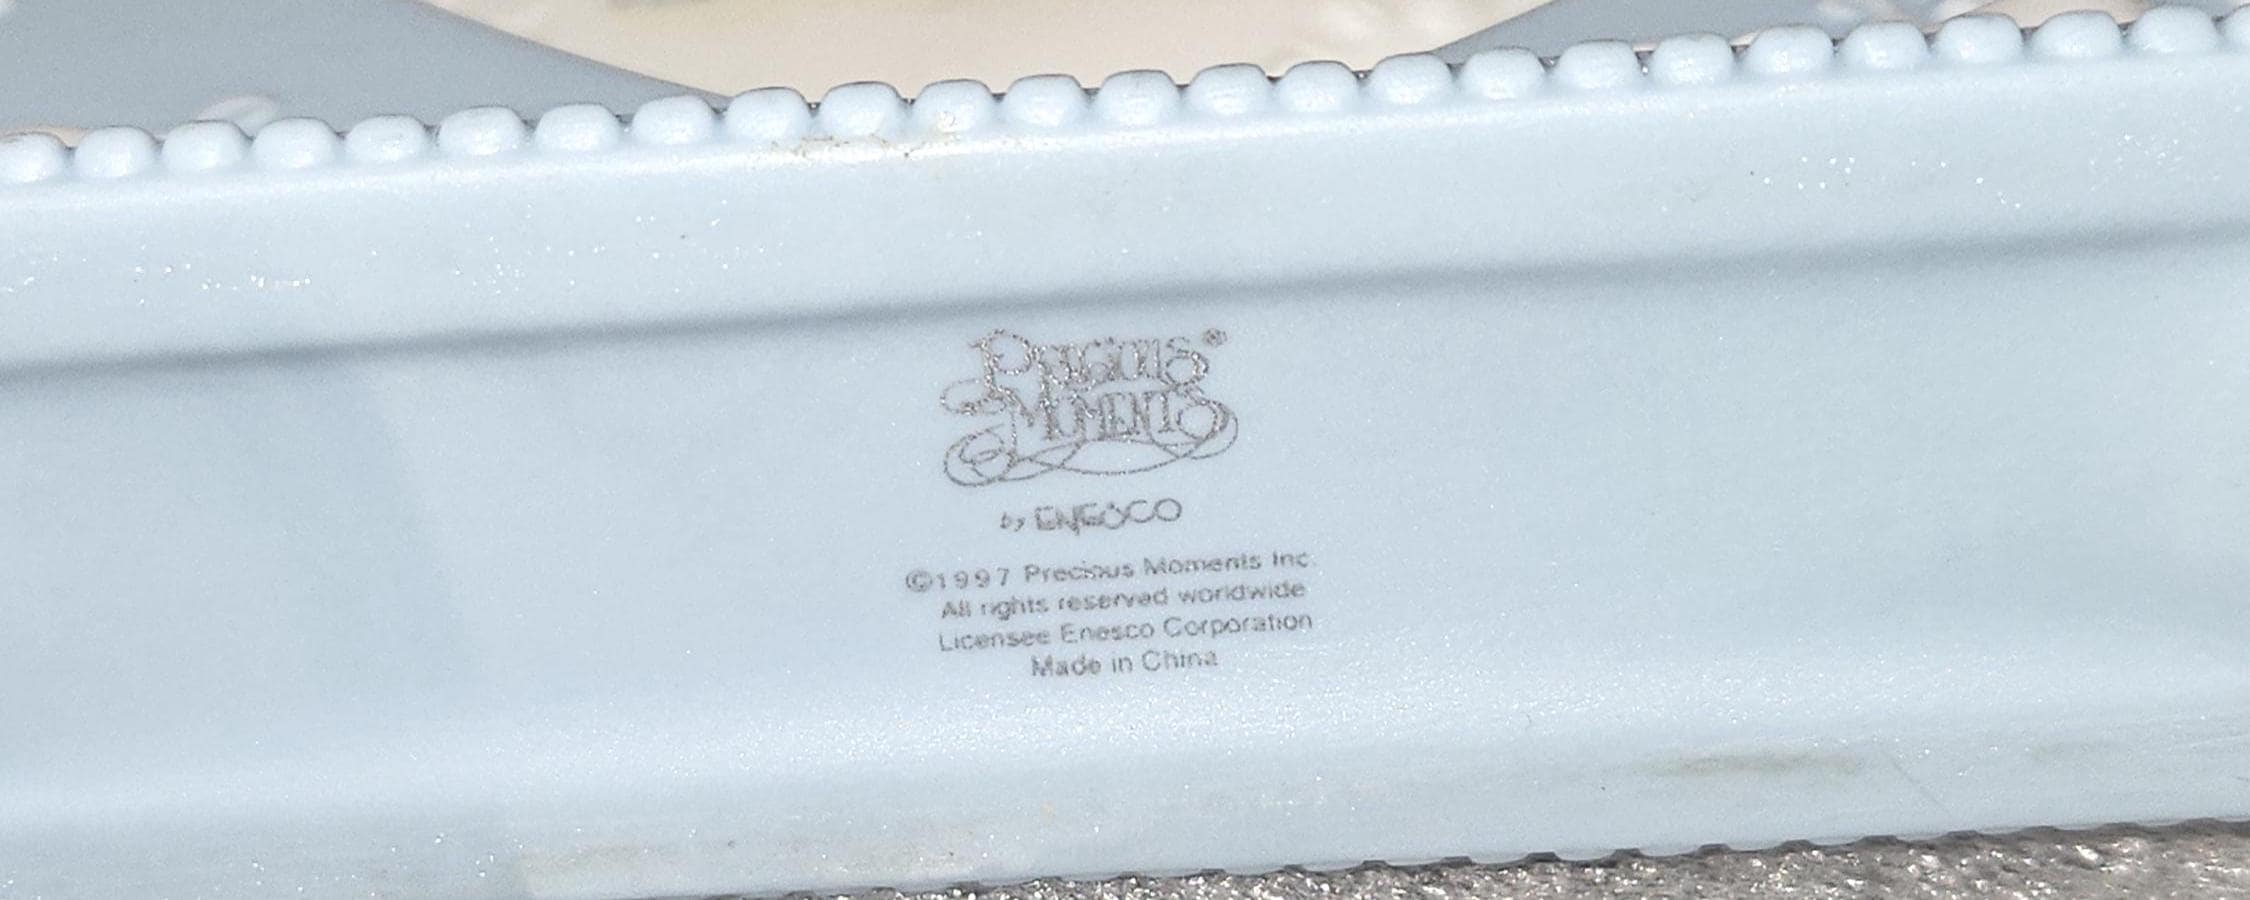 PRECIOUS
MOMENTS®
by ENESCO
©1997 Precious Moments Inc.
All rights reserved worldwide
Licensee Enesco Corporation
Made in China